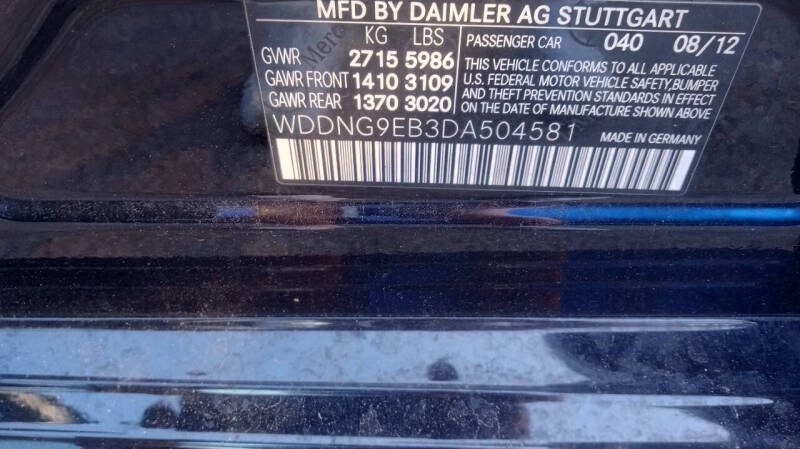 MFD BY DAIMLER AG STUTTGART
KG LBS
GVWR 2715 5986
GAWR FRONT 1410 3109
GAWR REAR 1370 3020
PASSENGER CAR 040 08/12
THIS VEHICLE CONFORMS TO ALL APPLICABLE
U.S. FEDERAL MOTOR VEHICLE SAFETY,BUMPER
AND THEFT PREVENTION STANDARDS IN EFFECT
ON THE DATE OF MANUFACTURE SHOWN ABOVE
WDDNG9EB3DA504581
MADE IN GERMANY